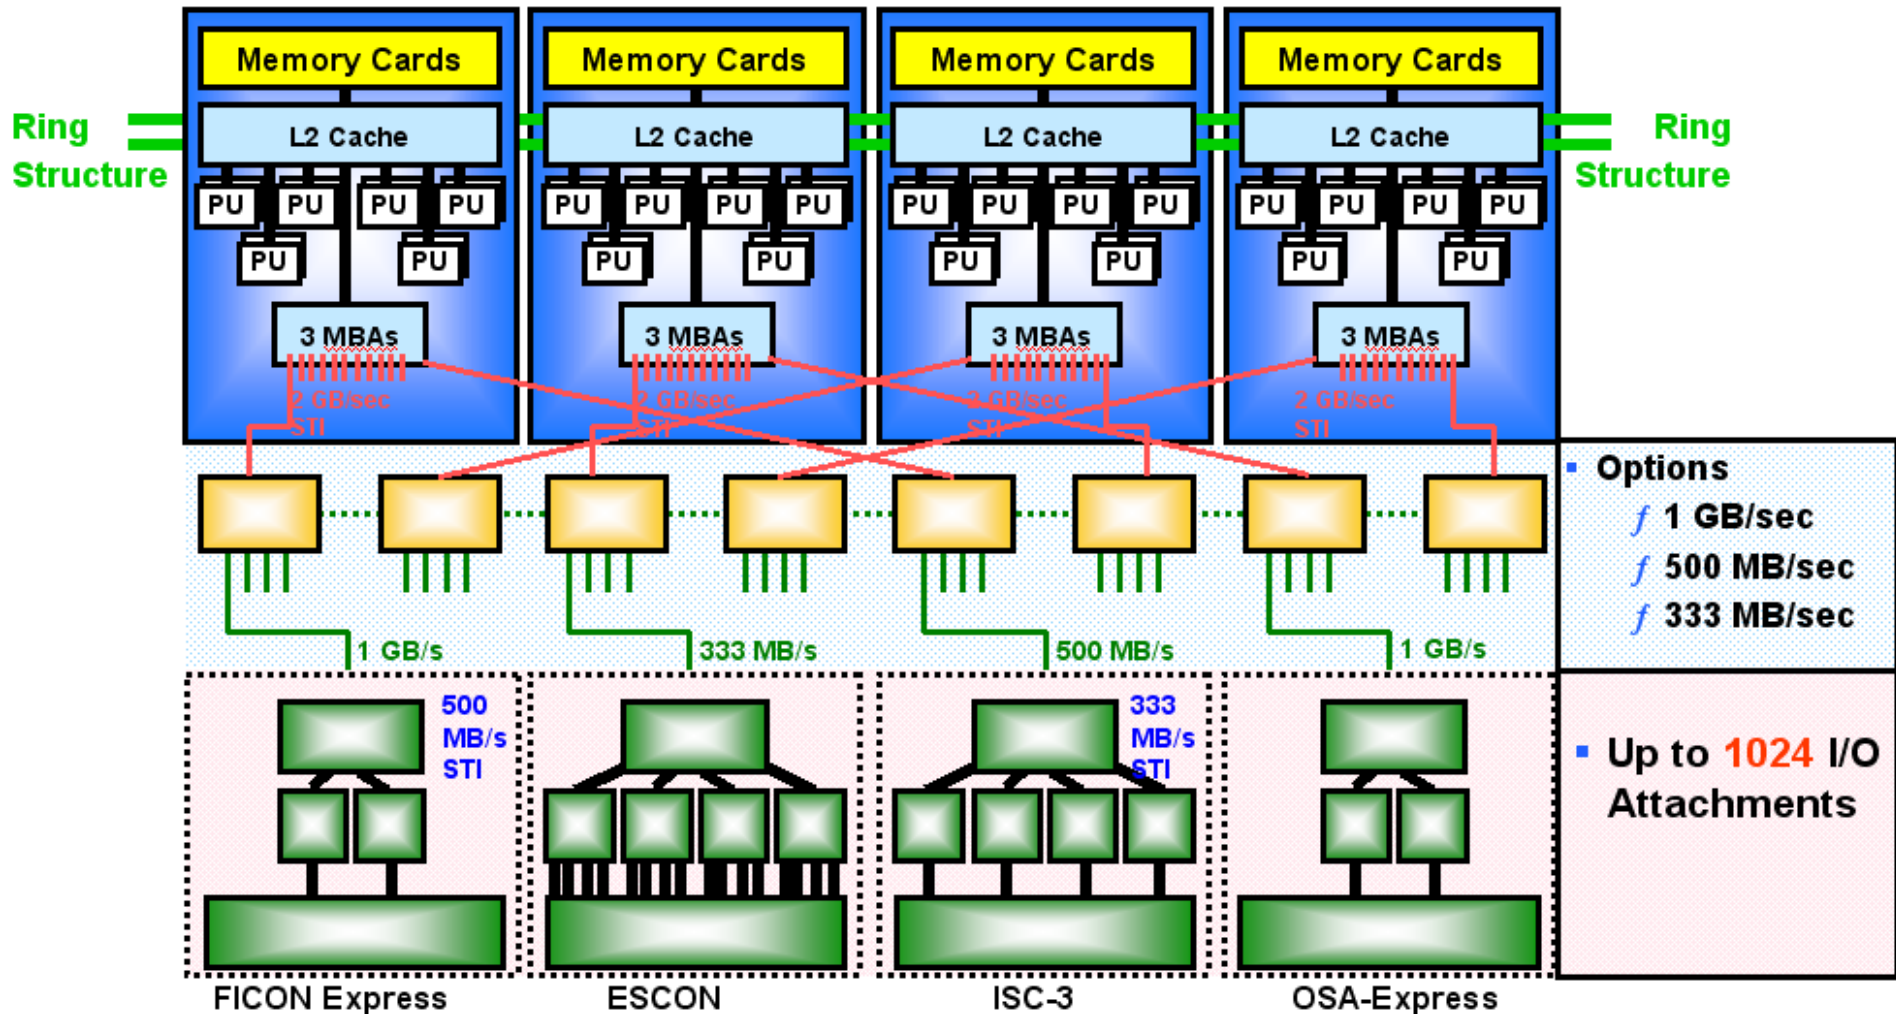 Memory Cards
Memory Cards
Memory Cards
Memory Cards
Ring
Structure
L2 Cache
L2 Cache
L2 Cache
L2 Cache
Ring
Structure
PU PU PU PU
PU PU PU PU
PU PU PU PU
PU PU PU PU
PU PU
PU PU
PU PU
PU PU
3 MBAs
3 MBAs
3 MBAs
3 MBAs
2 GB/sec
STI
2 GB/sec
STI
2 GB/sec
STI
2 GB/sec
STI
▪ Options
ƒ 1 GB/sec
ƒ 500 MB/sec
ƒ 333 MB/sec
1 GB/s
333 MB/s
500 MB/s
1 GB/s
500
MB/s
STI
333
MB/s
STI
▪ Up to 1024 I/O
Attachments
FICON Express
ESCON
ISC-3
OSA-Express